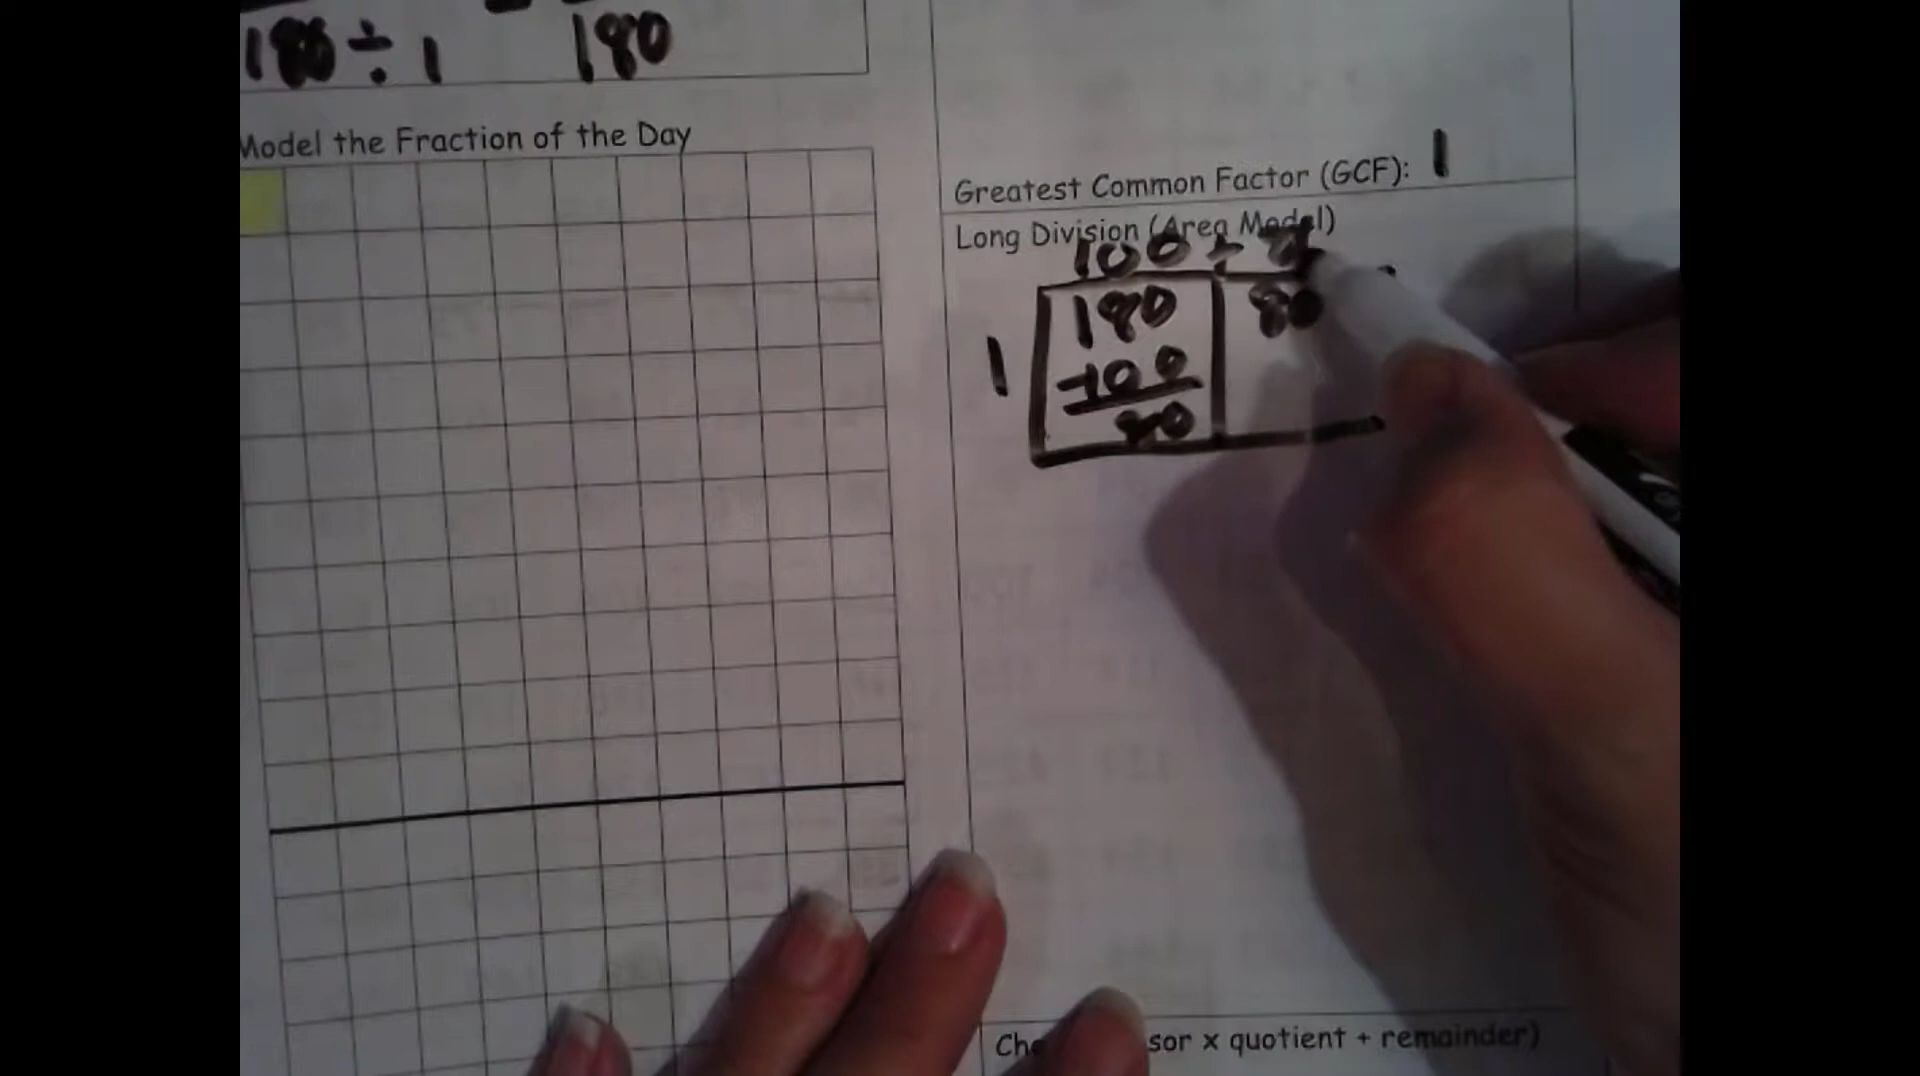 180 ÷ 1
180
Model the Fraction of the Day
Greatest Common Factor (GCF): 1
Long Division (Area Model)
100 +
180
80
1
-100
80
sor x quotient + remainder)